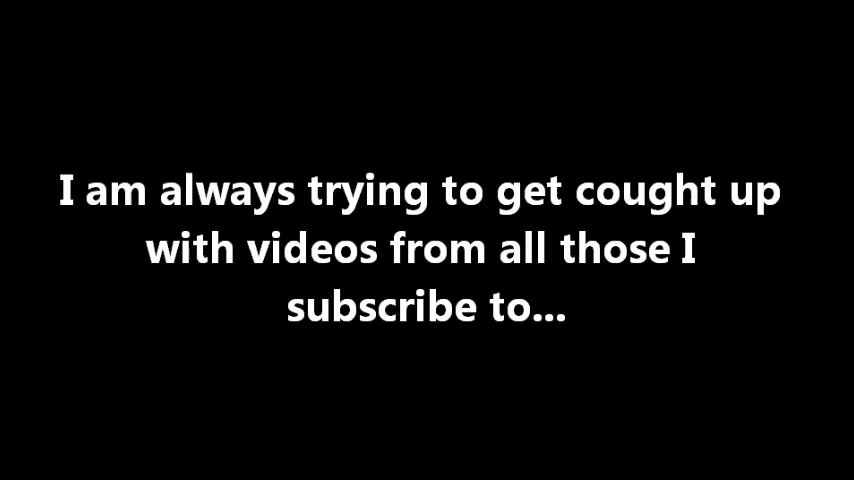 I am always trying to get cought up
with videos from all those I
subscribe to...